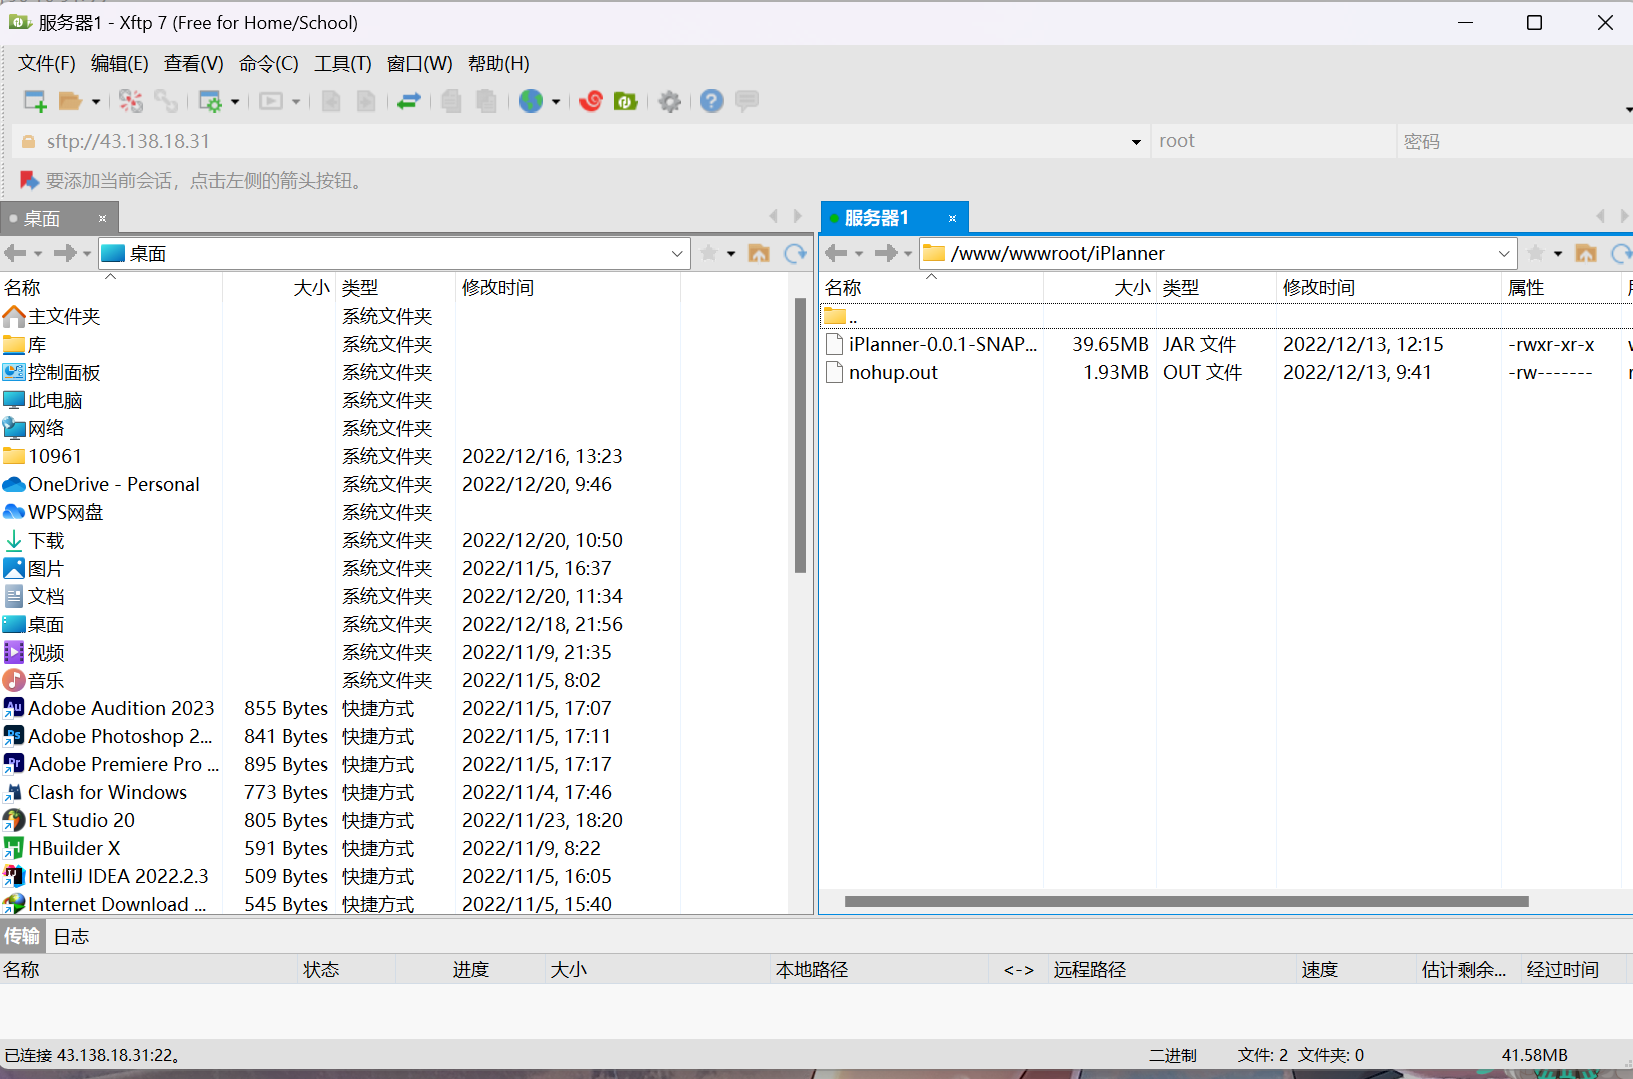 服务器1 - Xftp 7 (Free for Home/School)
文件(F) 编辑(E) 查看(V) 命令(C) 工具(T) 窗口(W) 帮助(H)
sftp://43.138.18.31 root 密码
要添加当前会话，点击左侧的箭头按钮。
桌面
桌面
名称 大小 类型 修改时间
主文件夹 系统文件夹
库 系统文件夹
控制面板 系统文件夹
此电脑 系统文件夹
网络 系统文件夹
10961 系统文件夹 2022/12/16, 13:23
OneDrive - Personal 系统文件夹 2022/12/20, 9:46
WPS网盘 系统文件夹
下载 系统文件夹 2022/12/20, 10:50
图片 系统文件夹 2022/11/5, 16:37
文档 系统文件夹 2022/12/20, 11:34
桌面 系统文件夹 2022/12/18, 21:56
视频 系统文件夹 2022/11/9, 21:35
音乐 系统文件夹 2022/11/5, 8:02
Adobe Audition 2023 855 Bytes 快捷方式 2022/11/5, 17:07
Adobe Photoshop 2... 841 Bytes 快捷方式 2022/11/5, 17:11
Adobe Premiere Pro ... 895 Bytes 快捷方式 2022/11/5, 17:17
Clash for Windows 773 Bytes 快捷方式 2022/11/4, 17:46
FL Studio 20 805 Bytes 快捷方式 2022/11/23, 18:20
HBuilder X 591 Bytes 快捷方式 2022/11/9, 8:22
IntelliJ IDEA 2022.2.3 509 Bytes 快捷方式 2022/11/5, 16:05
Internet Download ... 545 Bytes 快捷方式 2022/11/5, 15:40
服务器1
/www/wwwroot/iPlanner
名称 大小 类型 修改时间 属性
..
iPlanner-0.0.1-SNAP... 39.65MB JAR 文件 2022/12/13, 12:15 -rwxr-xr-x
nohup.out 1.93MB OUT 文件 2022/12/13, 9:41 -rw-------
传输 日志
名称 状态 进度 大小 本地路径 <-> 远程路径 速度 估计剩余... 经过时间
已连接 43.138.18.31:22。 二进制 文件: 2 文件夹: 0 41.58MB